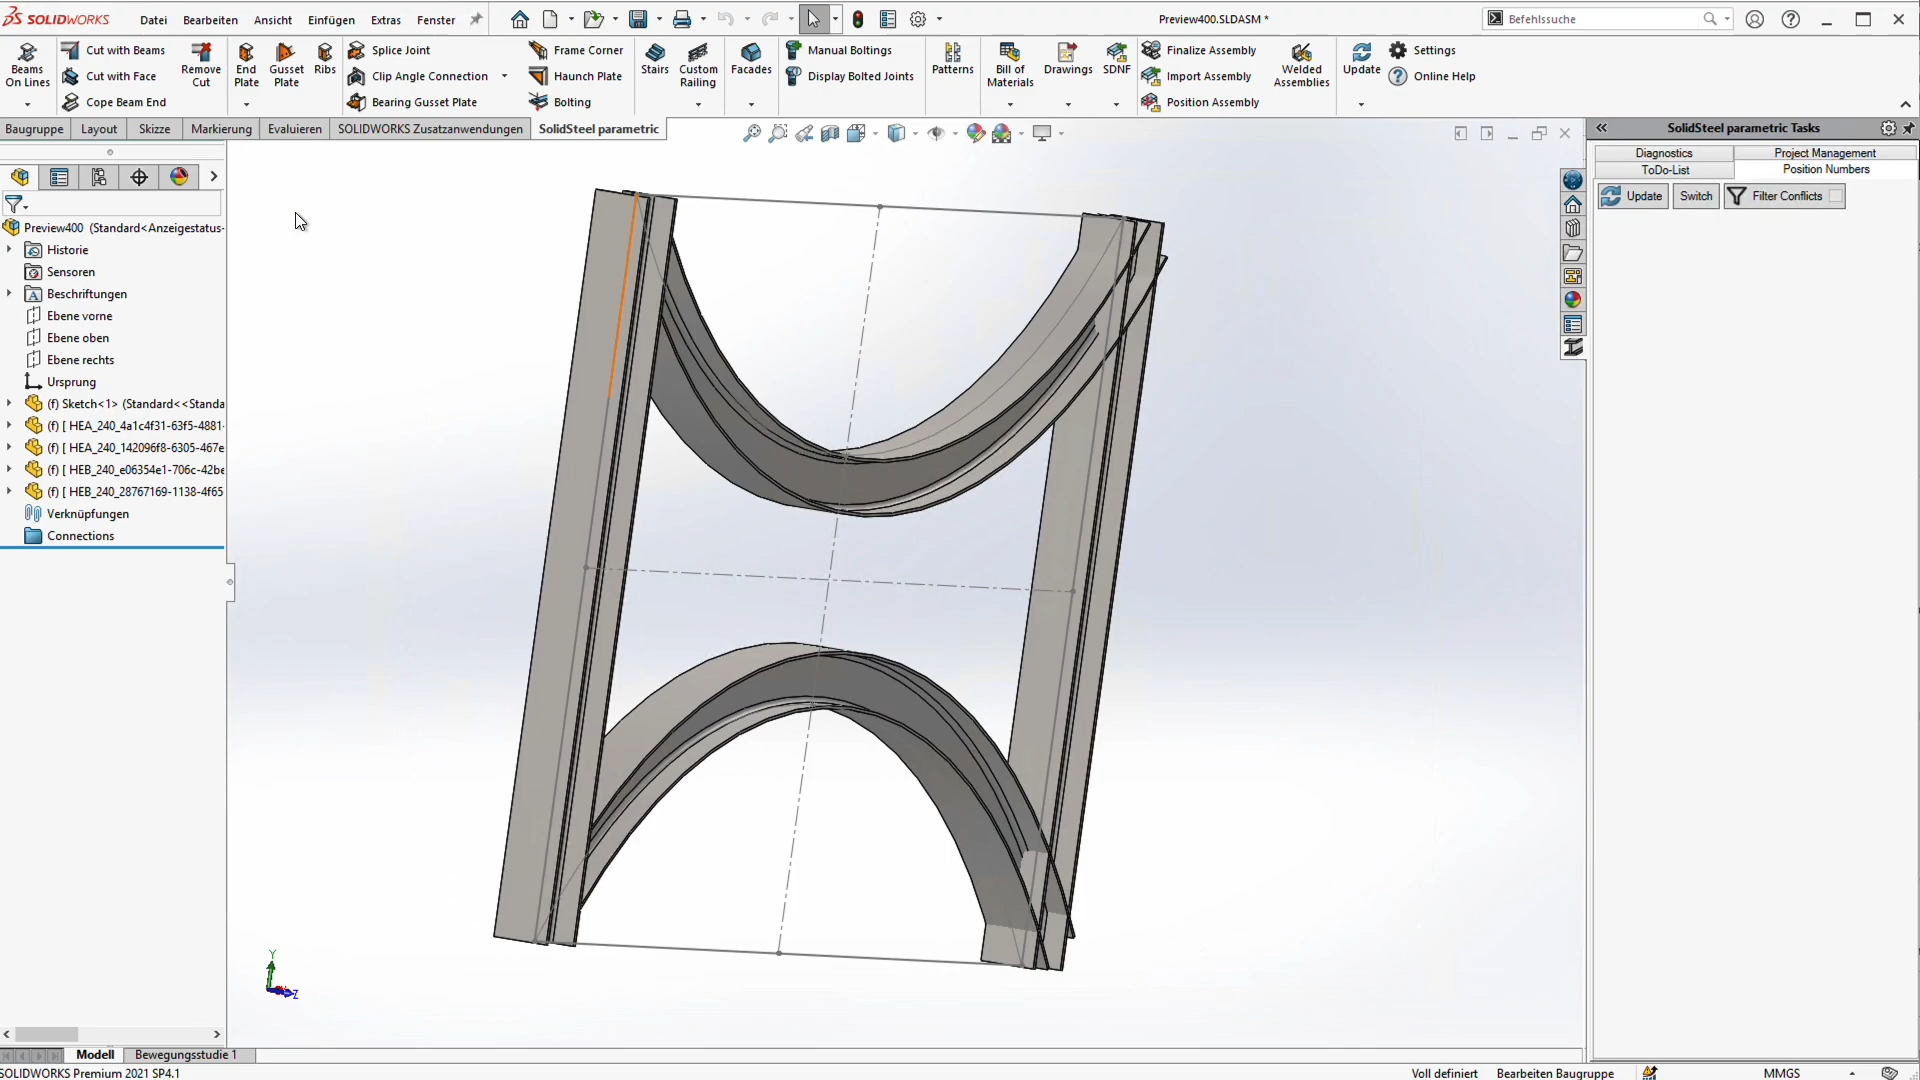 SOLIDWORKS
Datei
Bearbeiten
Ansicht
Einfügen
Extras
Fenster
Preview400.SLDASM *
Befehlssuche
Beams On Lines
Cut with Beams
Cut with Face
Cope Beam End
Remove Cut
End Plate
Gusset Plate
Ribs
Splice Joint
Clip Angle Connection
Bearing Gusset Plate
Frame Corner
Haunch Plate
Bolting
Stairs
Custom Railing
Facades
Manual Boltings
Display Bolted Joints
Patterns
Bill of Materials
Drawings
SDNF
Finalize Assembly
Import Assembly
Position Assembly
Welded Assemblies
Update
Settings
Online Help
Baugruppe
Layout
Skizze
Markierung
Evaluieren
SOLIDWORKS Zusatzanwendungen
SolidSteel parametric
SolidSteel parametric Tasks
Diagnostics
Project Management
ToDo-List
Position Numbers
Update
Switch
Filter Conflicts
Preview400 (Standard<Anzeigestatus-
Historie
Sensoren
Beschriftungen
Ebene vorne
Ebene oben
Ebene rechts
Ursprung
(f) Sketch<1> (Standard<<Standa
(f) [ HEA_240_4a1c4f31-63f5-4881-
(f) [ HEA_240_142096f8-6305-467e
(f) [ HEB_240_e06354e1-706c-42be
(f) [ HEB_240_28767169-1138-4f65
Verknüpfungen
Connections
Y
Z
Modell
Bewegungsstudie 1
SOLIDWORKS Premium 2021 SP4.1
Voll definiert
Bearbeiten Baugruppe
MMGS